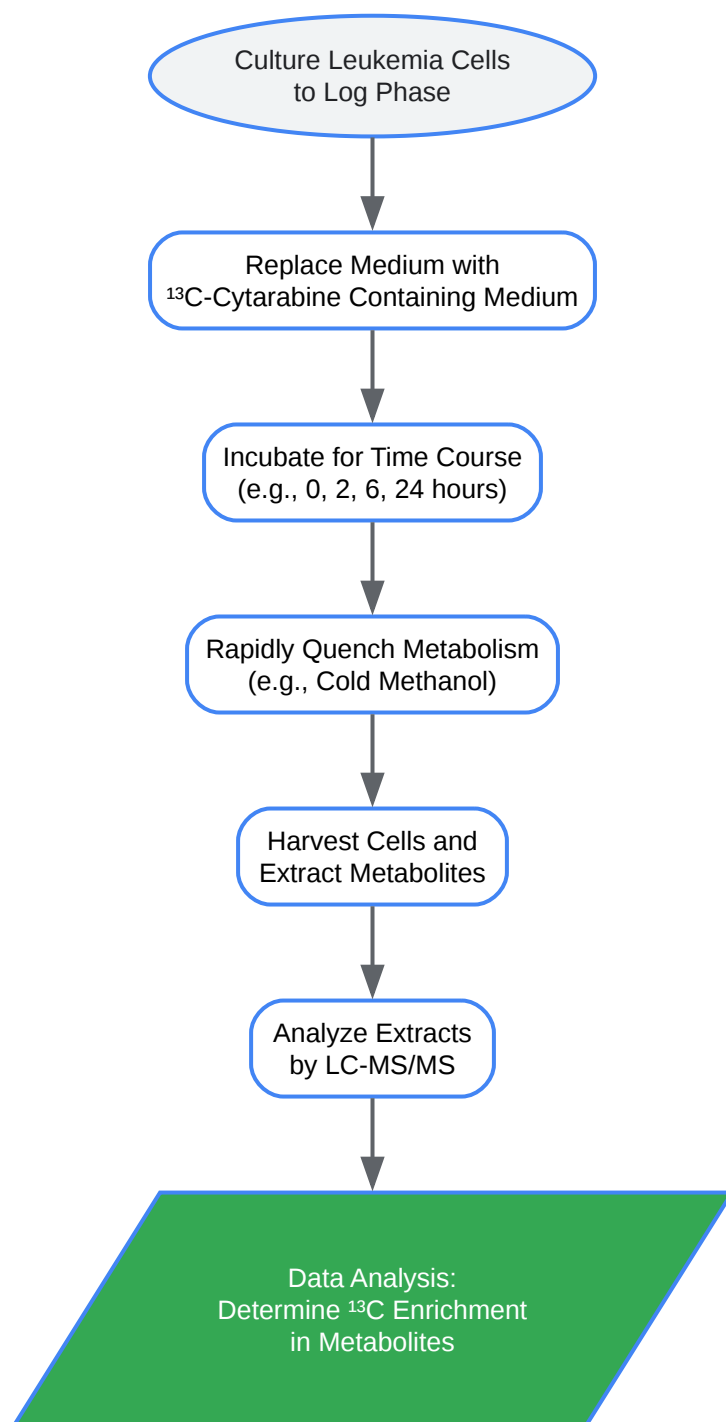 Culture Leukemia Cells
to Log Phase
Replace Medium with
¹³C-Cytarabine Containing Medium
Incubate for Time Course
(e.g., 0, 2, 6, 24 hours)
Rapidly Quench Metabolism
(e.g., Cold Methanol)
Harvest Cells and
Extract Metabolites
Analyze Extracts
by LC-MS/MS
Data Analysis:
Determine ¹³C Enrichment
in Metabolites